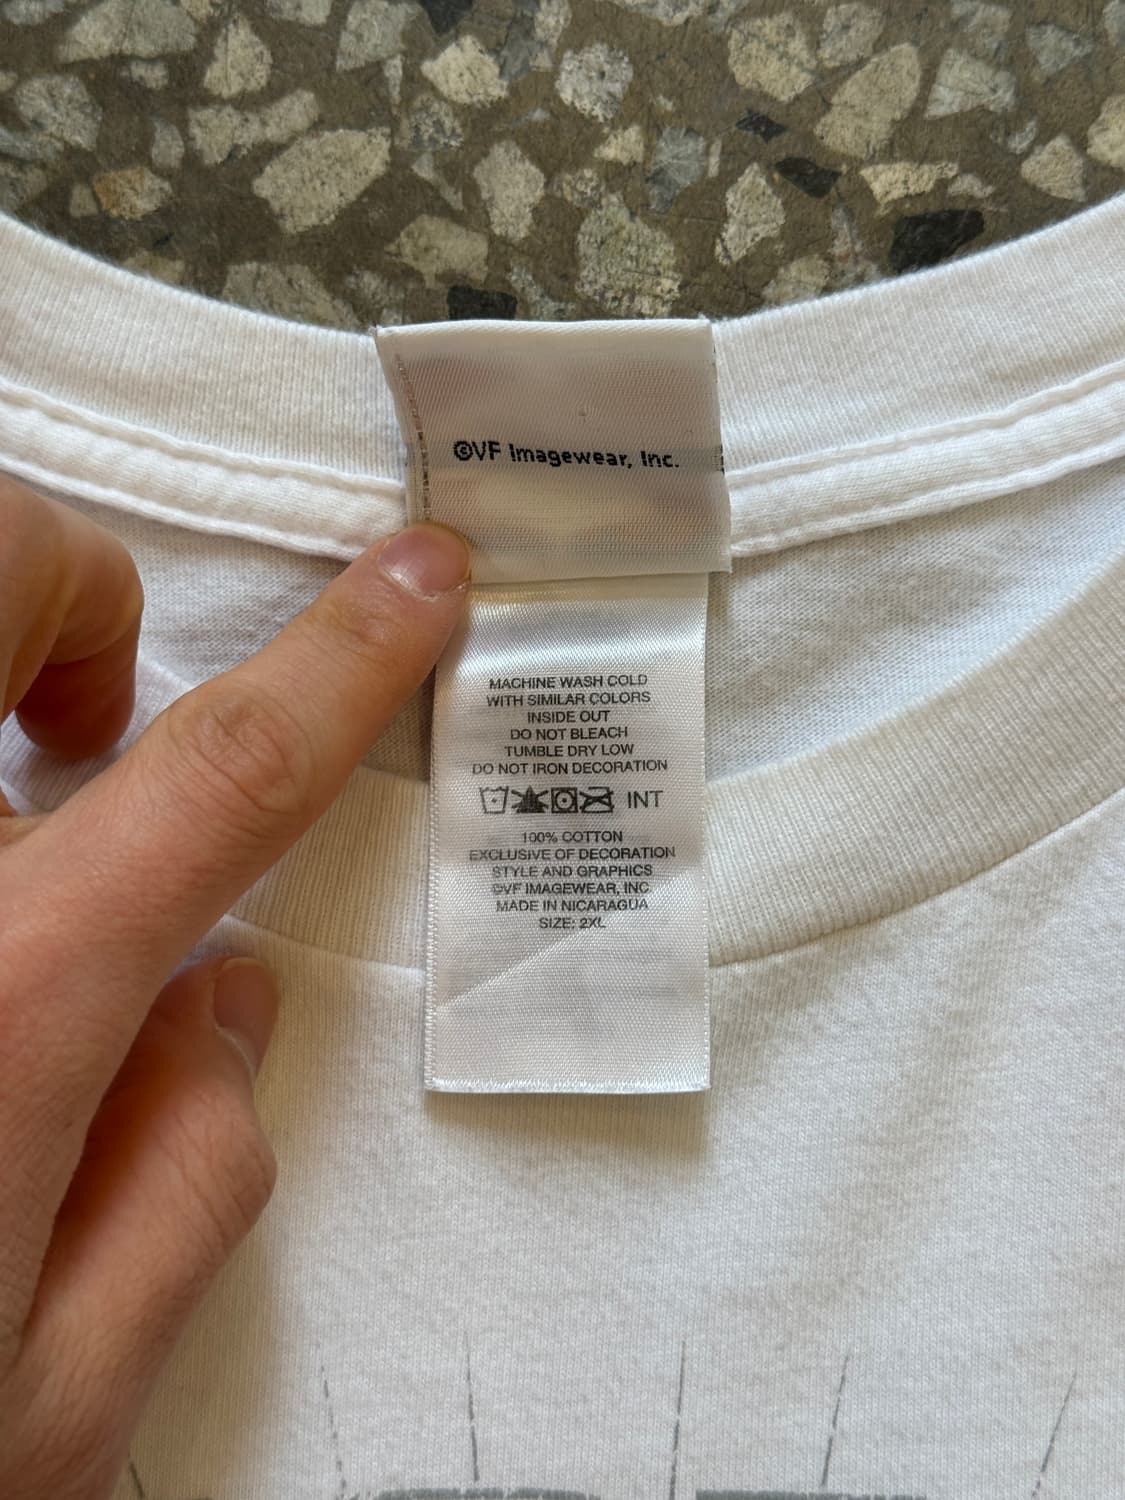 ©VF Imagewear, Inc.
MACHINE WASH COLD
WITH SIMILAR COLORS
INSIDE OUT
DO NOT BLEACH
TUMBLE DRY LOW
DO NOT IRON DECORATION
INT
100% COTTON
EXCLUSIVE OF DECORATION
STYLE AND GRAPHICS
©VF IMAGEWEAR, INC
MADE IN NICARAGUA
SIZE: 2XL